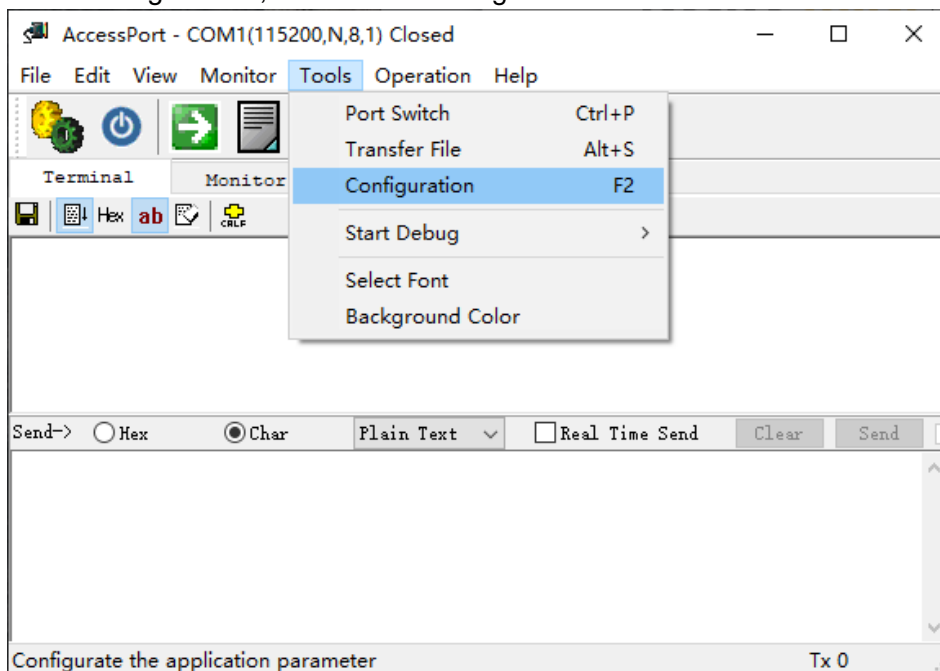 AccessPort - COM1(115200,N,8,1) Closed
File Edit View Monitor Tools Operation Help
Port Switch Ctrl+P
Transfer File Alt+S
Terminal Monitor Configuration F2
Hex ab CRLF
Start Debug
Select Font
Background Color
Send-> Hex Char Plain Text Real Time Send Clear Send
Configurate the application parameter Tx 0